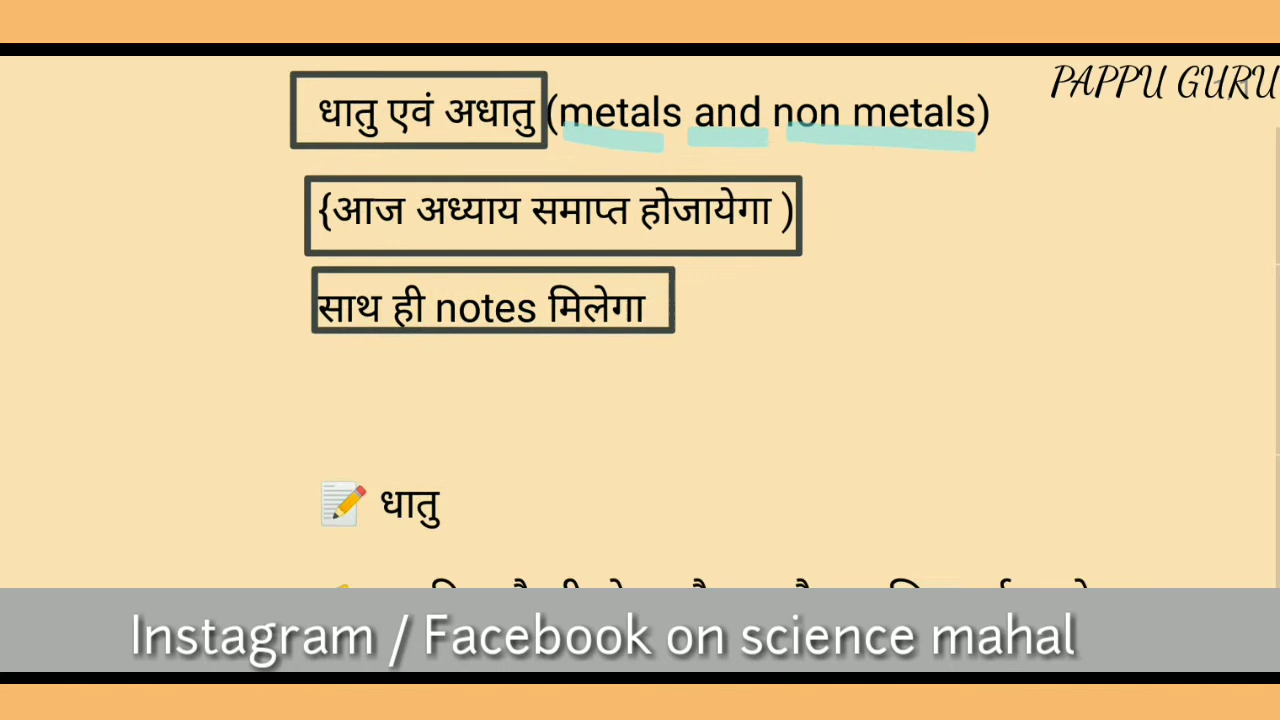 PAPPU GURU
धातु एवं अधातु (metals and non metals)
{आज अध्याय समाप्त होजायेगा )
साथ ही notes मिलेगा
📝 धातु
Instagram / Facebook on science mahal